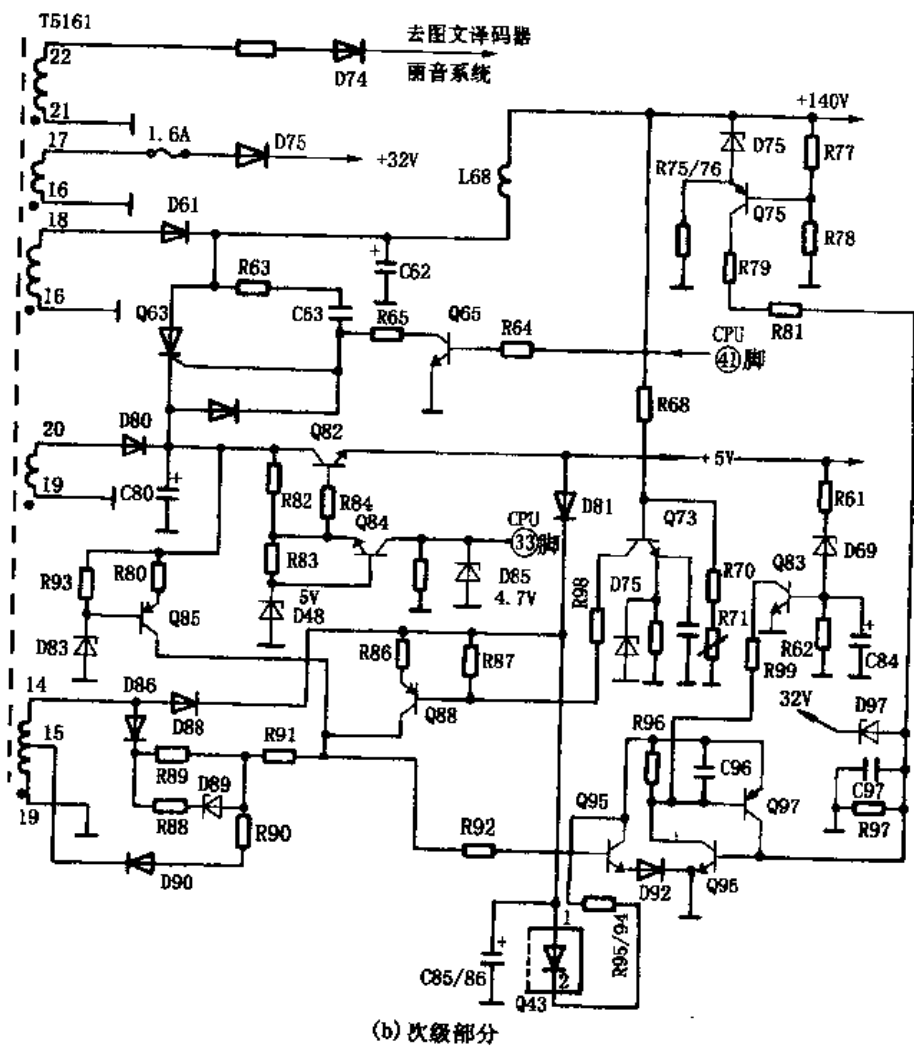 T5161
22
去图文译码器
D74
丽音系统
21
17
1.6A
D75
+32V
+140V
16
L68
D75
R77
R75/76
Q75
R78
18
D61
C62
R63
R79
16
Q63
C63
R65
Q65
R64
R81
CPU
41脚
R68
20
D80
Q82
+5V
19
C80
R82
R84
D81
R61
Q84
CPU
33脚
Q73
R83
D69
R93
R80
5V
D48
D85
4.7V
R98
D75
R70
Q83
Q85
R71
D83
R62
C84
R86
R87
R99
14
D86
D88
Q88
32V
D97
15
R91
R96
R89
D89
C96
C97
19
R88
Q95
Q97
R97
R90
R92
D90
D92
Q95
1
R95/94
C85/86
2
Q43
(b)次级部分